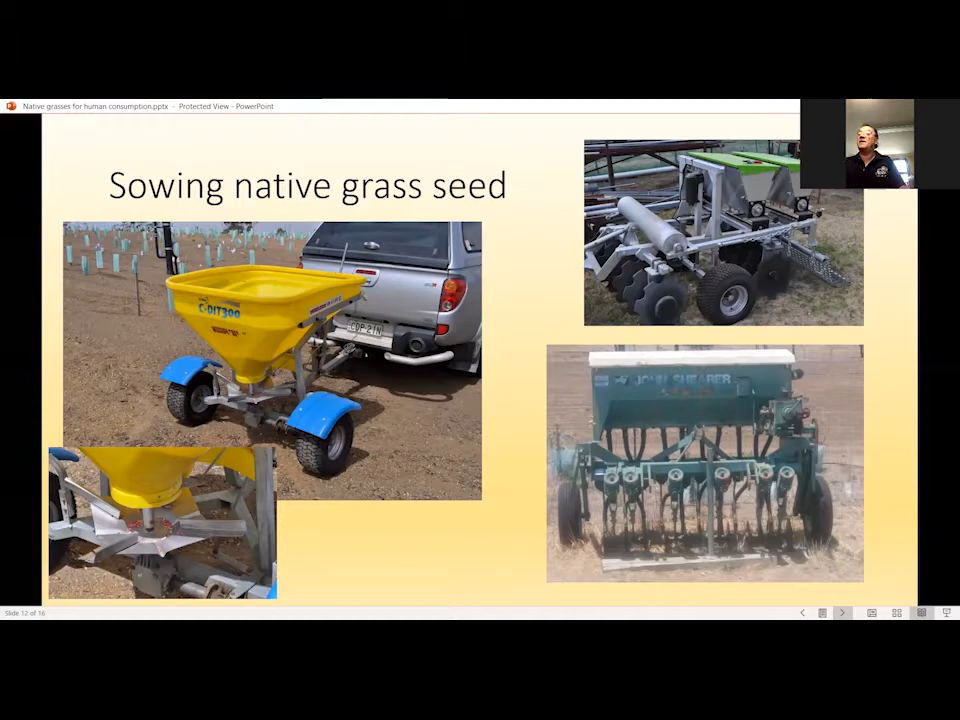 Native grasses for human consumption.pptx - Protected View - PowerPoint
Sowing native grass seed
C-DIT300
JOHN SHEARER
Slide 12 of 16